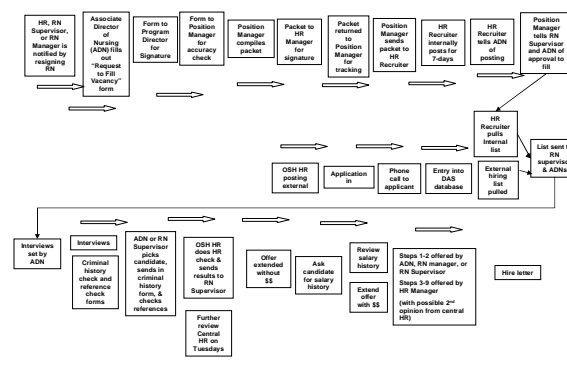 HR, RN
Supervisor,
or RN
Manager is
notified by
resigning
RN
Associate
Director
of Nursing
(ADN) fills
out
"Request
to Fill
Vacancy"
form
Form to
Program
Director
for
Signature
Form to
Position
Manager
for
accuracy
check
Position
Manager
compiles
packet
Packet to
HR
Manager
for
signature
Packet
returned
to
Position
Manager
for
tracking
Position
Manager
sends
packet to
HR
Recruiter
HR
Recruiter
internally
posts for
7-days
HR
Recruiter
tells ADN
of
posting
Position
Manager
tells RN
Supervisor
and ADN of
approval to
fill
HR
Recruiter
pulls
Internal
list
List sent
RN
supervisor
& ADNs
OSH HR
posting
external
Application
in
Phone
call to
applicant
Entry into
DAS
database
External
hiring
list
pulled
Interviews
set by
ADN
Interviews
Criminal
history
check and
reference
check
forms
ADN or RN
Supervisor
picks
candidate,
sends in
criminal
history
form, &
checks
references
OSH HR
does HR
check &
sends
results to
RN
Supervisor
Further
review
Central
HR on
Tuesdays
Offer
extended
without
$$
Ask
candidate
for salary
history
Review
salary
history
Extend
offer
with $$
Steps 1-2 offered by
ADN, RN manager, or
RN Supervisor
Steps 3-9 offered by
HR Manager
(with possible 2nd
opinion from central
HR)
Hire letter